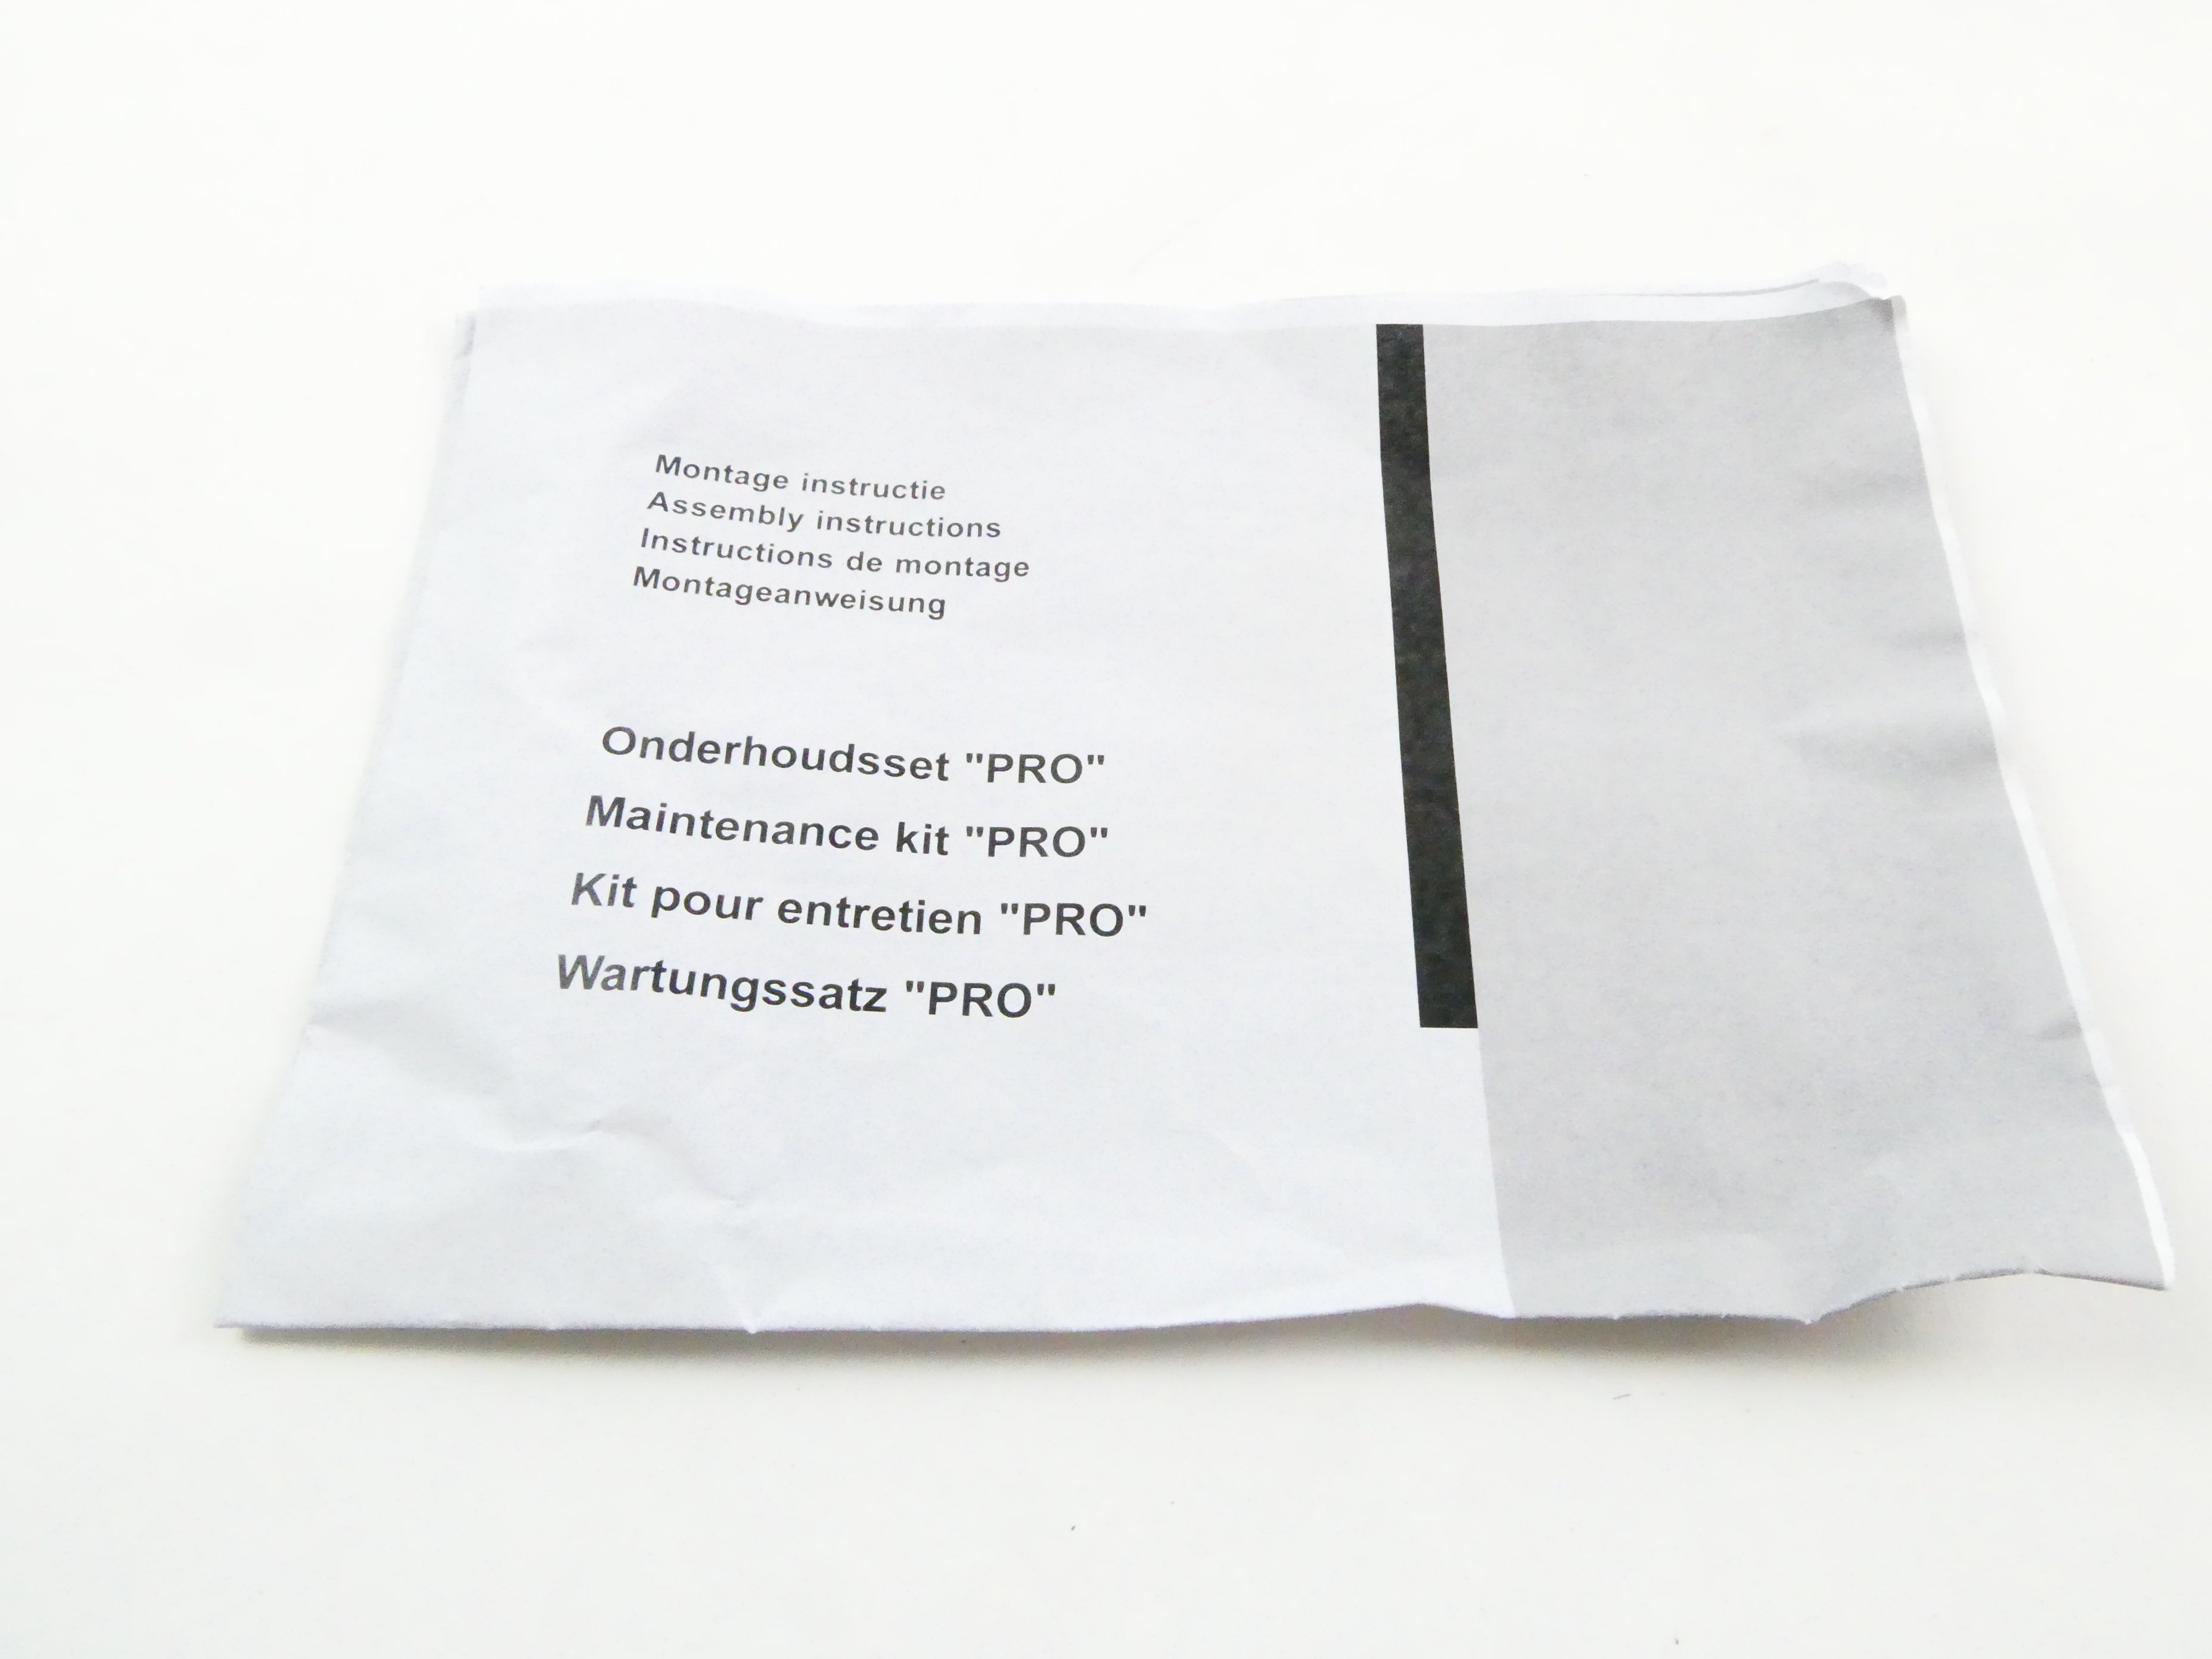 Montage instructie
Assembly instructions
Instructions de montage
Montageanweisung
Onderhoudsset "PRO"
Maintenance kit "PRO"
Kit pour entretien "PRO"
Wartungssatz "PRO"